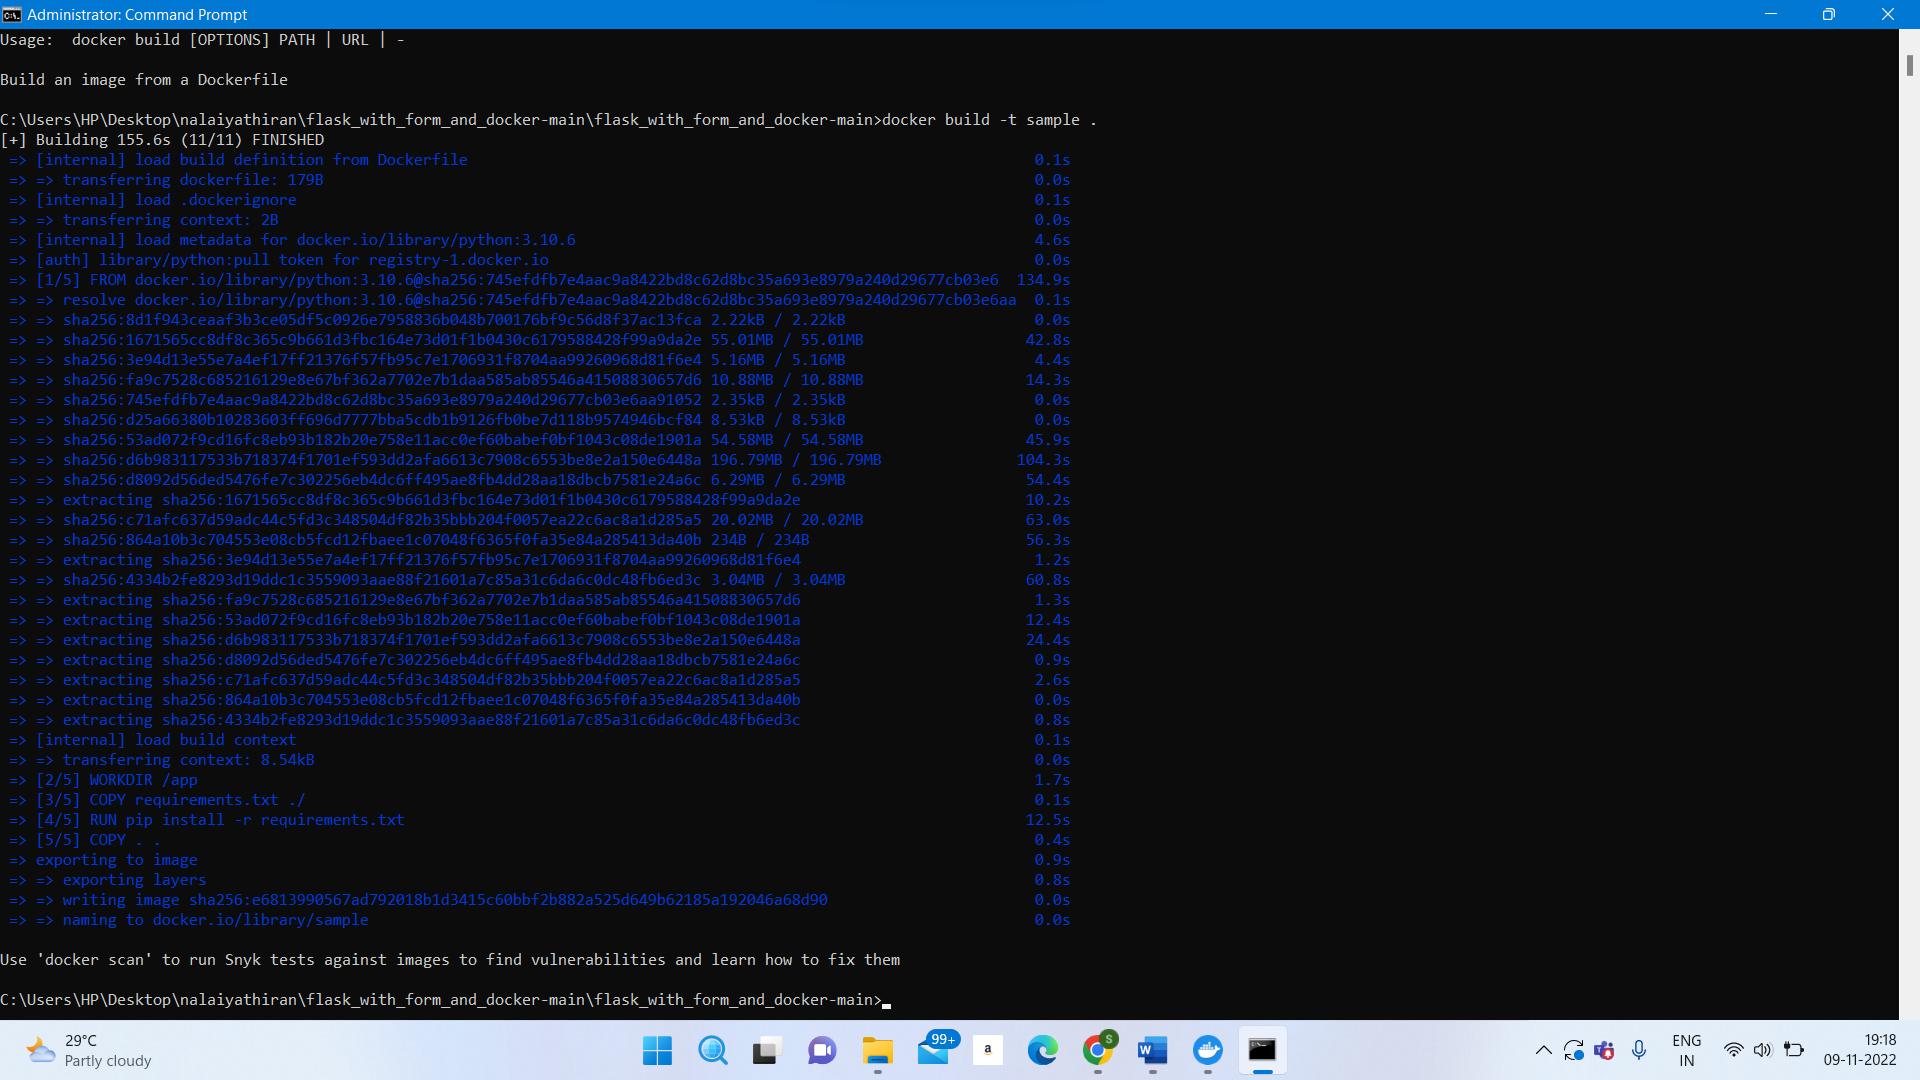 Administrator: Command Prompt
Usage:  docker build [OPTIONS] PATH | URL | -
Build an image from a Dockerfile
C:\Users\HP\Desktop\nalaiyathiran\flask_with_form_and_docker-main\flask_with_form_and_docker-main>docker build -t sample .
[+] Building 155.6s (11/11) FINISHED
=> [internal] load build definition from Dockerfile 0.1s
=> => transferring dockerfile: 179B 0.0s
=> [internal] load .dockerignore 0.1s
=> => transferring context: 2B 0.0s
=> [internal] load metadata for docker.io/library/python:3.10.6 4.6s
=> [auth] library/python:pull token for registry-1.docker.io 0.0s
=> [1/5] FROM docker.io/library/python:3.10.6@sha256:745efdfb7e4aac9a8422bd8c62d8bc35a693e8979a240d29677cb03e6 134.9s
=> => resolve docker.io/library/python:3.10.6@sha256:745efdfb7e4aac9a8422bd8c62d8bc35a693e8979a240d29677cb03e6aa 0.1s
=> => sha256:8d1f943ceaaf3b3ce05df5c0926e7958836b048b700176bf9c56d8f37ac13fca 2.22kB / 2.22kB 0.0s
=> => sha256:1671565cc8df8c365c9b661d3fbc164e73d01f1b0430c6179588428f99a9da2e 55.01MB / 55.01MB 42.8s
=> => sha256:3e94d13e55e7a4ef17ff21376f57fb95c7e1706931f8704aa99260968d81f6e4 5.16MB / 5.16MB 4.4s
=> => sha256:fa9c7528c685216129e8e67bf362a7702e7b1daa585ab85546a41508830657d6 10.88MB / 10.88MB 14.3s
=> => sha256:745efdfb7e4aac9a8422bd8c62d8bc35a693e8979a240d29677cb03e6aa91052 2.35kB / 2.35kB 0.0s
=> => sha256:d25a66380b10283603ff696d7777bba5cdb1b9126fb0be7d118b9574946bcf84 8.53kB / 8.53kB 0.0s
=> => sha256:53ad072f9cd16fc8eb93b182b20e758e11acc0ef60babef0bf1043c08de1901a 54.58MB / 54.58MB 45.9s
=> => sha256:d6b983117533b718374f1701ef593dd2afa6613c7908c6553be8e2a150e6448a 196.79MB / 196.79MB 104.3s
=> => sha256:d8092d56ded5476fe7c302256eb4dc6ff495ae8fb4dd28aa18dbcb7581e24a6c 6.29MB / 6.29MB 54.4s
=> => extracting sha256:1671565cc8df8c365c9b661d3fbc164e73d01f1b0430c6179588428f99a9da2e 10.2s
=> => sha256:c71afc637d59adc44c5fd3c348504df82b35bbb204f0057ea22c6ac8a1d285a5 20.02MB / 20.02MB 63.0s
=> => sha256:864a10b3c704553e08cb5fcd12fbaee1c07048f6365f0fa35e84a285413da40b 234B / 234B 56.3s
=> => extracting sha256:3e94d13e55e7a4ef17ff21376f57fb95c7e1706931f8704aa99260968d81f6e4 1.2s
=> => sha256:4334b2fe8293d19ddc1c3559093aae88f21601a7c85a31c6da6c0dc48fb6ed3c 3.04MB / 3.04MB 60.8s
=> => extracting sha256:fa9c7528c685216129e8e67bf362a7702e7b1daa585ab85546a41508830657d6 1.3s
=> => extracting sha256:53ad072f9cd16fc8eb93b182b20e758e11acc0ef60babef0bf1043c08de1901a 12.4s
=> => extracting sha256:d6b983117533b718374f1701ef593dd2afa6613c7908c6553be8e2a150e6448a 24.4s
=> => extracting sha256:d8092d56ded5476fe7c302256eb4dc6ff495ae8fb4dd28aa18dbcb7581e24a6c 0.9s
=> => extracting sha256:c71afc637d59adc44c5fd3c348504df82b35bbb204f0057ea22c6ac8a1d285a5 2.6s
=> => extracting sha256:864a10b3c704553e08cb5fcd12fbaee1c07048f6365f0fa35e84a285413da40b 0.0s
=> => extracting sha256:4334b2fe8293d19ddc1c3559093aae88f21601a7c85a31c6da6c0dc48fb6ed3c 0.8s
=> [internal] load build context 0.1s
=> => transferring context: 8.54kB 0.0s
=> [2/5] WORKDIR /app 1.7s
=> [3/5] COPY requirements.txt ./ 0.1s
=> [4/5] RUN pip install -r requirements.txt 12.5s
=> [5/5] COPY . . 0.4s
=> exporting to image 0.9s
=> => exporting layers 0.8s
=> => writing image sha256:e6813990567ad792018b1d3415c60bbf2b882a525d649b62185a192046a68d90 0.0s
=> => naming to docker.io/library/sample 0.0s
Use 'docker scan' to run Snyk tests against images to find vulnerabilities and learn how to fix them
C:\Users\HP\Desktop\nalaiyathiran\flask_with_form_and_docker-main\flask_with_form_and_docker-main>
29°C
Partly cloudy
99+
a
S
W
ENG
IN
19:18
09-11-2022